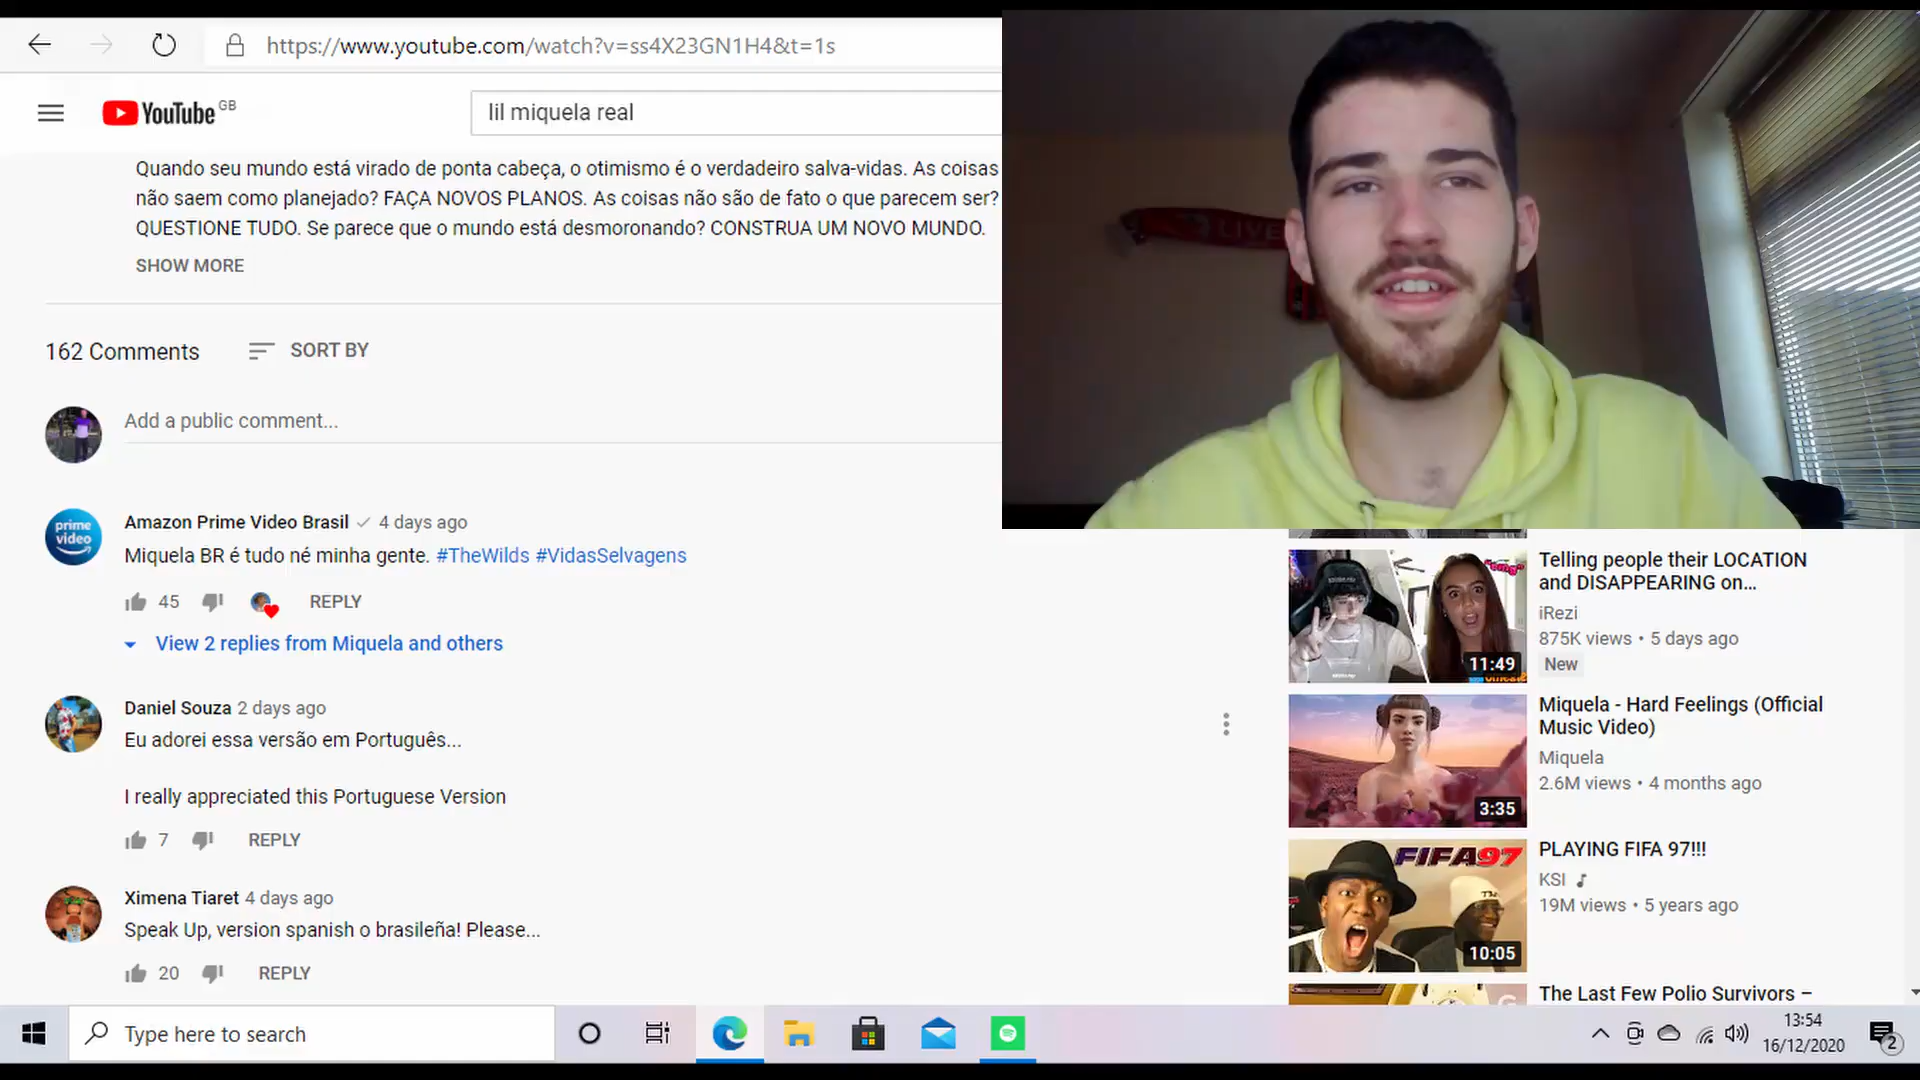 https://www.youtube.com/watch?v=ss4X23GN1H4&t=1s
YouTube GB
lil miquela real
Quando seu mundo está virado de ponta cabeça, o otimismo é o verdadeiro salva-vidas. As coisas
não saem como planejado? FAÇA NOVOS PLANOS. As coisas não são de fato o que parecem ser?
QUESTIONE TUDO. Se parece que o mundo está desmoronando? CONSTRUA UM NOVO MUNDO.
SHOW MORE
162 Comments
SORT BY
Add a public comment...
prime
video
Amazon Prime Video Brasil 4 days ago
Miquela BR é tudo né minha gente. #TheWilds #VidasSelvagens
45 REPLY
View 2 replies from Miquela and others
Daniel Souza 2 days ago
Eu adorei essa versão em Português...
I really appreciated this Portuguese Version
7 REPLY
Ximena Tiaret 4 days ago
Speak Up, version spanish o brasileña! Please...
20 REPLY
LIVE
11:49
Telling people their LOCATION
and DISAPPEARING on...
iRezi
875K views • 5 days ago
New
3:35
Miquela - Hard Feelings (Official
Music Video)
Miquela
2.6M views • 4 months ago
FIFA97
10:05
PLAYING FIFA 97!!!
KSI
19M views • 5 years ago
The Last Few Polio Survivors –
Type here to search
13:54
16/12/2020
2